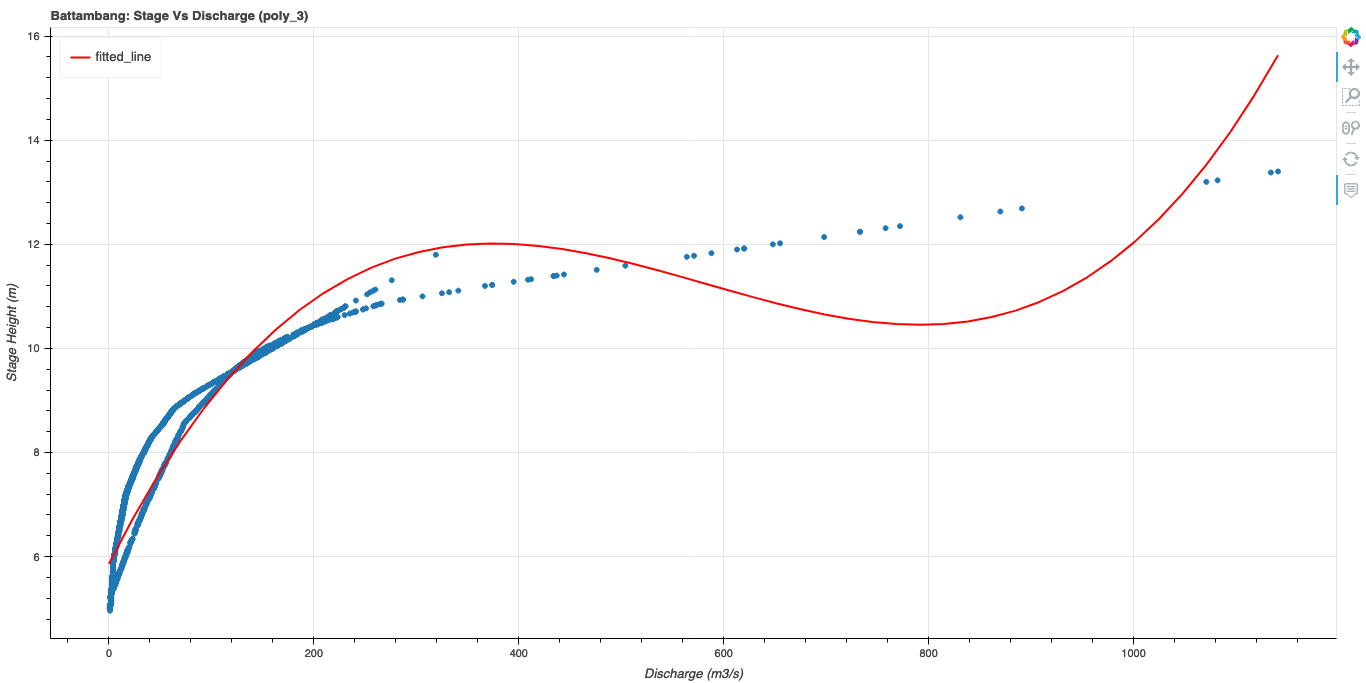 Battambang: Stage Vs Discharge (poly_3)
fitted_line
16
14
12
10
8
6
Stage Height (m)
0 200 400 600 800 1000
Discharge (m3/s)